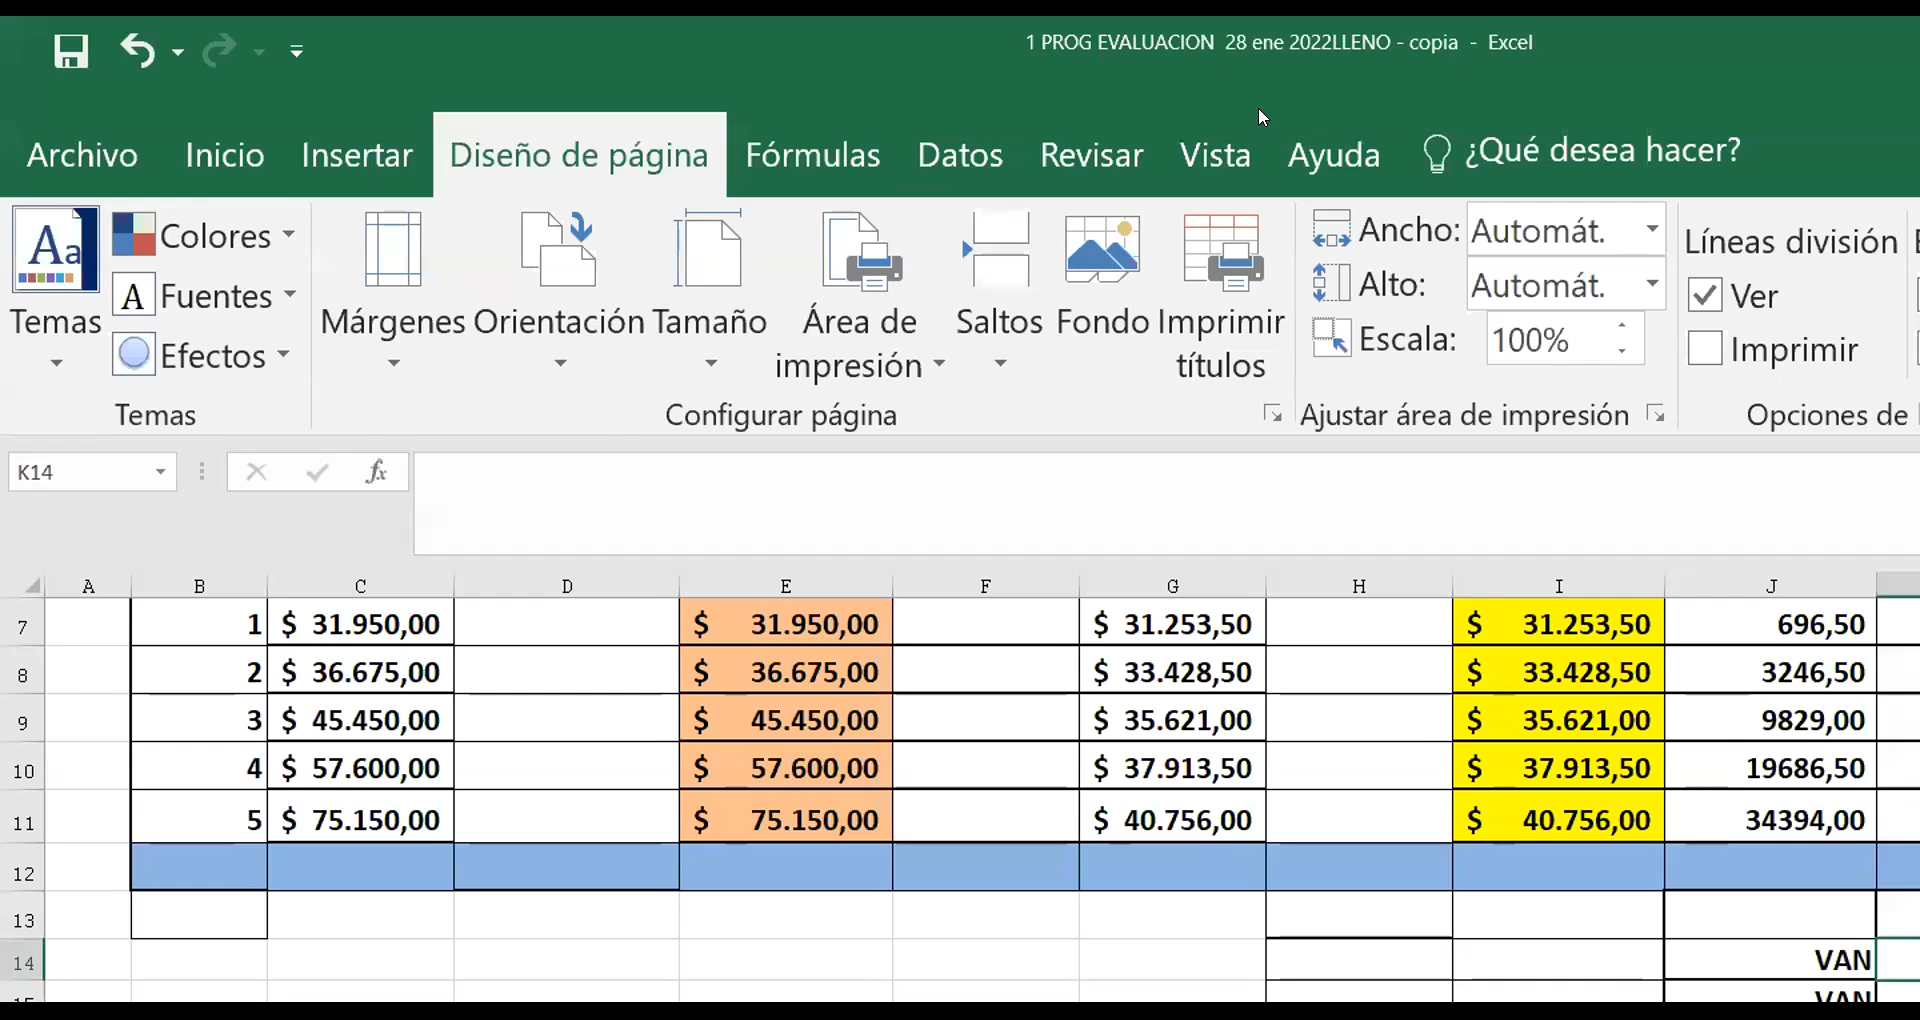 1 PROG EVALUACION 28 ene 2022LLENO - copia - Excel
Archivo Inicio Insertar Diseño de página Fórmulas Datos Revisar Vista Ayuda ¿Qué desea hacer?
Aa Colores
A Fuentes
Temas Efectos
Temas
Márgenes Orientación Tamaño Área de impresión Saltos Fondo Imprimir títulos
Configurar página
Ancho: Automát.
Alto: Automát.
Escala: 100%
Ajustar área de impresión
Líneas división
Ver
Imprimir
Opciones de
K14 fx
A B C D E F G H I J
7 1 $ 31.950,00 $ 31.950,00 $ 31.253,50 $ 31.253,50 696,50
8 2 $ 36.675,00 $ 36.675,00 $ 33.428,50 $ 33.428,50 3246,50
9 3 $ 45.450,00 $ 45.450,00 $ 35.621,00 $ 35.621,00 9829,00
10 4 $ 57.600,00 $ 57.600,00 $ 37.913,50 $ 37.913,50 19686,50
11 5 $ 75.150,00 $ 75.150,00 $ 40.756,00 $ 40.756,00 34394,00
12
13
14 VAN
15 VAN